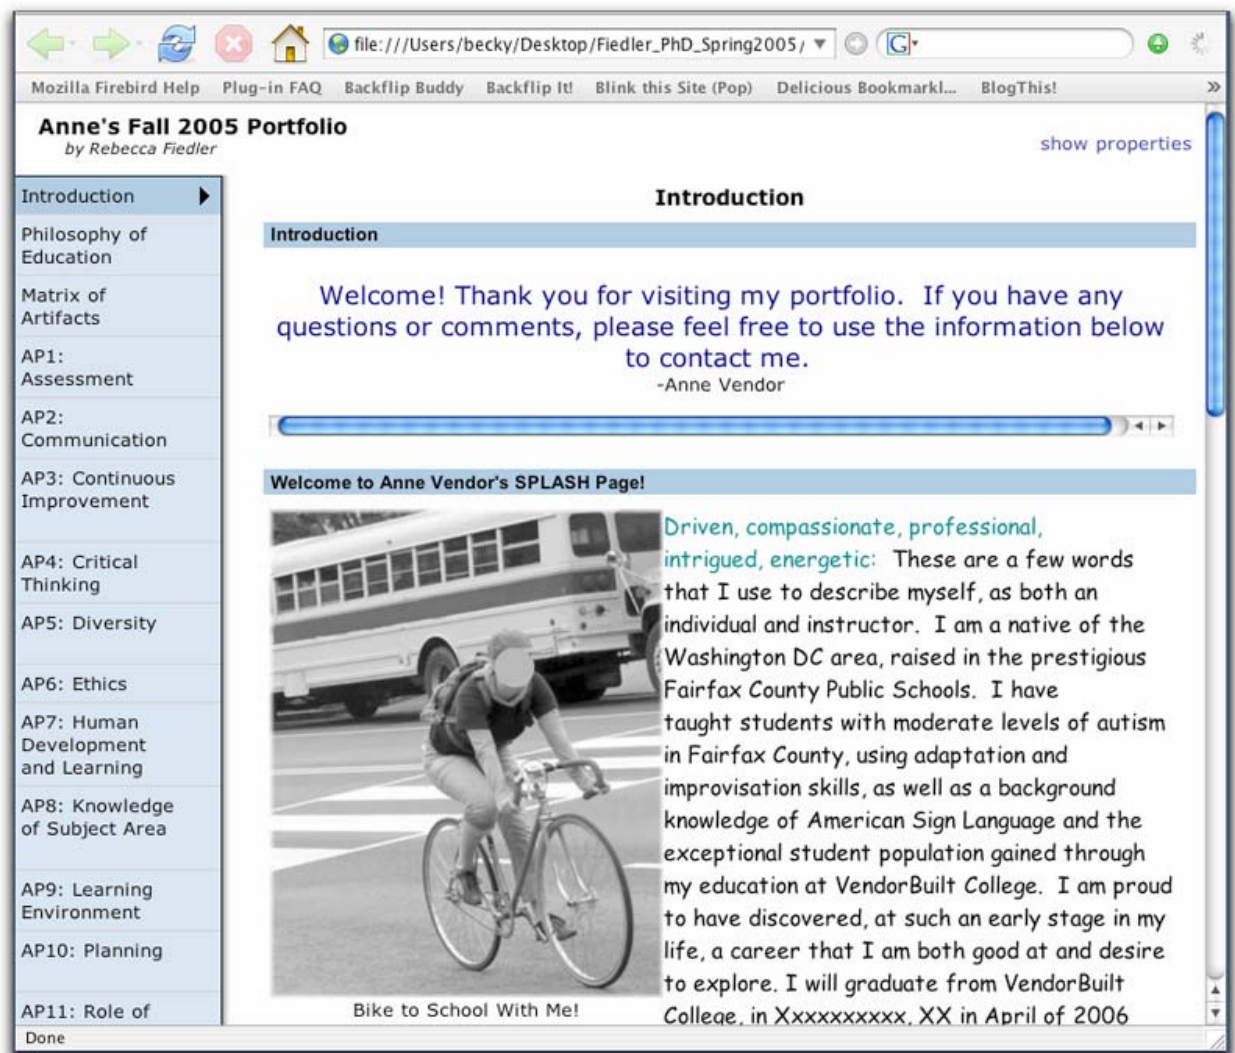 file:///Users/becky/Desktop/Fiedler_PhD_Spring2005/
G
Mozilla Firebird Help Plug-in FAQ Backflip Buddy Backflip It! Blink this Site (Pop) Delicious Bookmarkl... BlogThis! »
Anne's Fall 2005 Portfolio
by Rebecca Fiedler
show properties
Introduction
Philosophy of
Education
Matrix of
Artifacts
AP1:
Assessment
AP2:
Communication
AP3: Continuous
Improvement
AP4: Critical
Thinking
AP5: Diversity
AP6: Ethics
AP7: Human
Development
and Learning
AP8: Knowledge
of Subject Area
AP9: Learning
Environment
AP10: Planning
AP11: Role of
Introduction
Introduction
Welcome! Thank you for visiting my portfolio. If you have any
questions or comments, please feel free to use the information below
to contact me.
-Anne Vendor
Welcome to Anne Vendor's SPLASH Page!
Driven, compassionate, professional,
intrigued, energetic: These are a few words
that I use to describe myself, as both an
individual and instructor. I am a native of the
Washington DC area, raised in the prestigious
Fairfax County Public Schools. I have
taught students with moderate levels of autism
in Fairfax County, using adaptation and
improvisation skills, as well as a background
knowledge of American Sign Language and the
exceptional student population gained through
my education at VendorBuilt College. I am proud
to have discovered, at such an early stage in my
life, a career that I am both good at and desire
to explore. I will graduate from VendorBuilt
College, in Xxxxxxxxxx, XX in April of 2006
Bike to School With Me!
Done